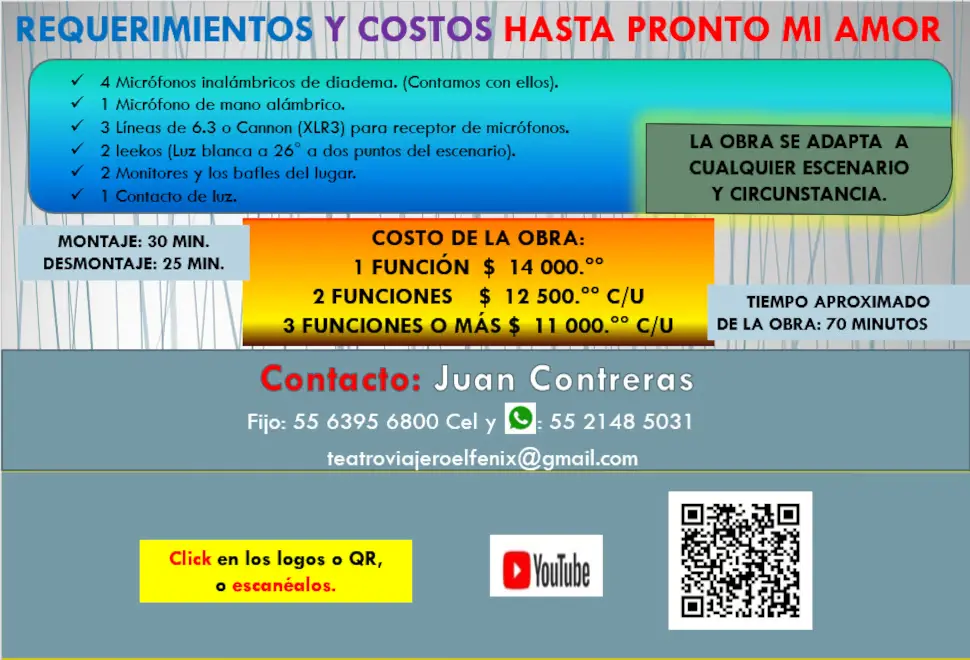 REQUERIMIENTOS Y COSTOS HASTA PRONTO MI AMOR
✓ 4 Micrófonos inalámbricos de diadema. (Contamos con ellos).
✓ 1 Micrófono de mano alámbrico.
✓ 3 Líneas de 6.3 o Cannon (XLR3) para receptor de micrófonos.
✓ 2 leekos (Luz blanca a 26° a dos puntos del escenario).
✓ 2 Monitores y los bafles del lugar.
✓ 1 Contacto de luz.
LA OBRA SE ADAPTA A
CUALQUIER ESCENARIO
Y CIRCUNSTANCIA.
MONTAJE: 30 MIN.
DESMONTAJE: 25 MIN.
COSTO DE LA OBRA:
1 FUNCIÓN $ 14 000.°°
2 FUNCIONES $ 12 500.°° C/U
3 FUNCIONES O MÁS $ 11 000.°° C/U
TIEMPO APROXIMADO
DE LA OBRA: 70 MINUTOS
Contacto: Juan Contreras
Fijo: 55 6395 6800 Cel y : 55 2148 5031
teatroviajeroelfenix@gmail.com
Click en los logos o QR,
o escanéalos.
YouTube